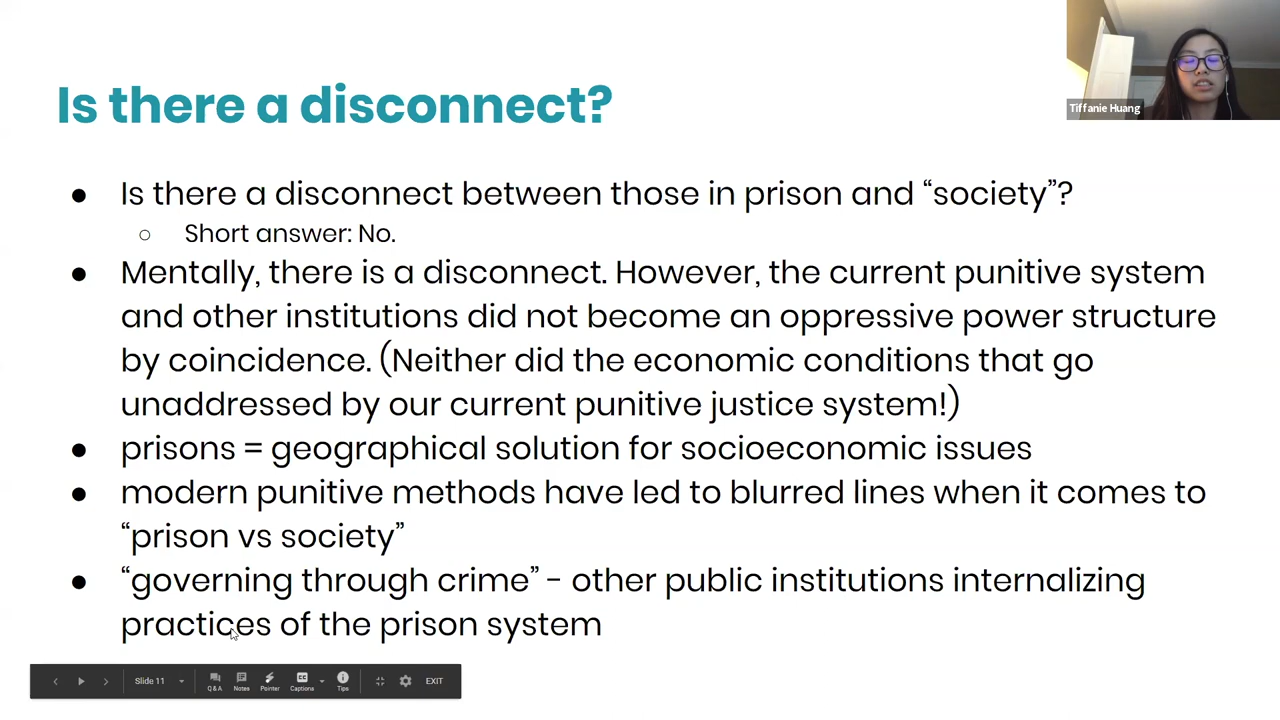 Is there a disconnect?
Tiffanie Huang
● Is there a disconnect between those in prison and “society”?
○ Short answer: No.
● Mentally, there is a disconnect. However, the current punitive system
and other institutions did not become an oppressive power structure
by coincidence. (Neither did the economic conditions that go
unaddressed by our current punitive justice system!)
● prisons = geographical solution for socioeconomic issues
● modern punitive methods have led to blurred lines when it comes to
“prison vs society”
● “governing through crime” - other public institutions internalizing
practices of the prison system
Slide 11
Q & A
Notes
Pointer
CC
Captions
Tips
EXIT